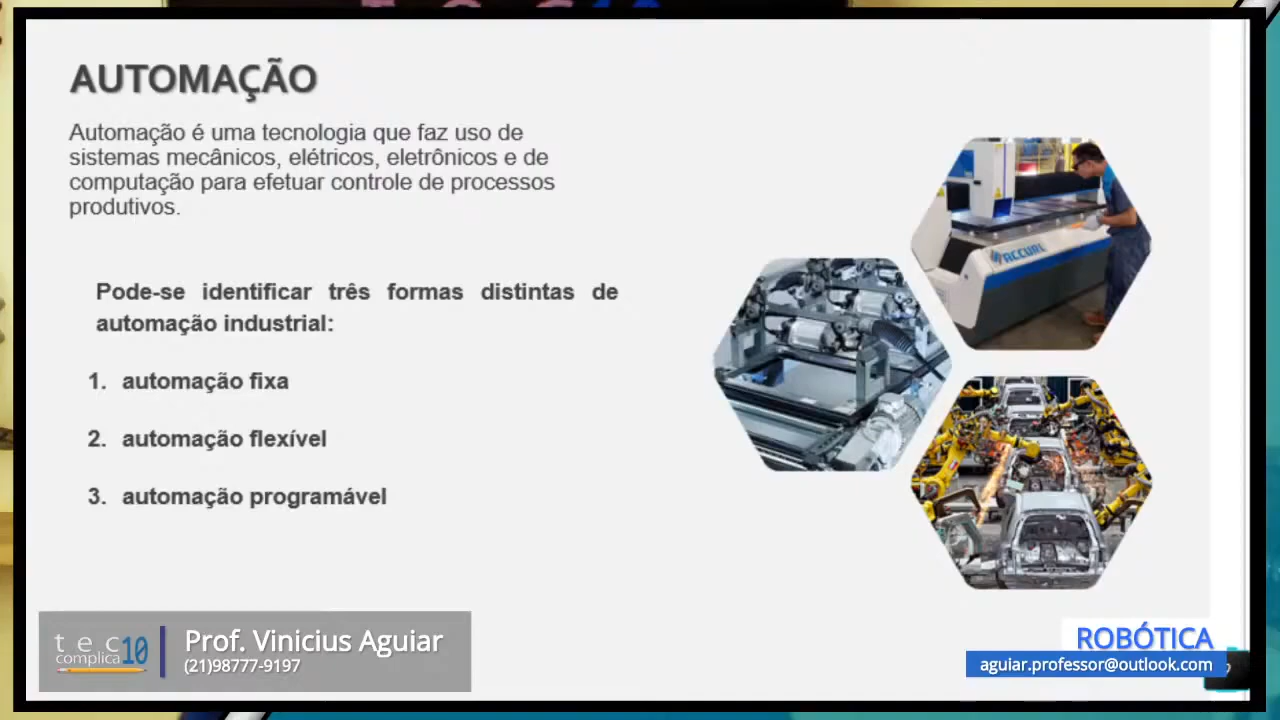 AUTOMAÇÃO
Automação é uma tecnologia que faz uso de
sistemas mecânicos, elétricos, eletrônicos e de
computação para efetuar controle de processos
produtivos.
Pode-se identificar três formas distintas de
automação industrial:
1. automação fixa
2. automação flexível
3. automação programável
ACCURL
tec
complica10
Prof. Vinicius Aguiar
(21)98777-9197
ROBÓTICA
aguiar.professor@outlook.com